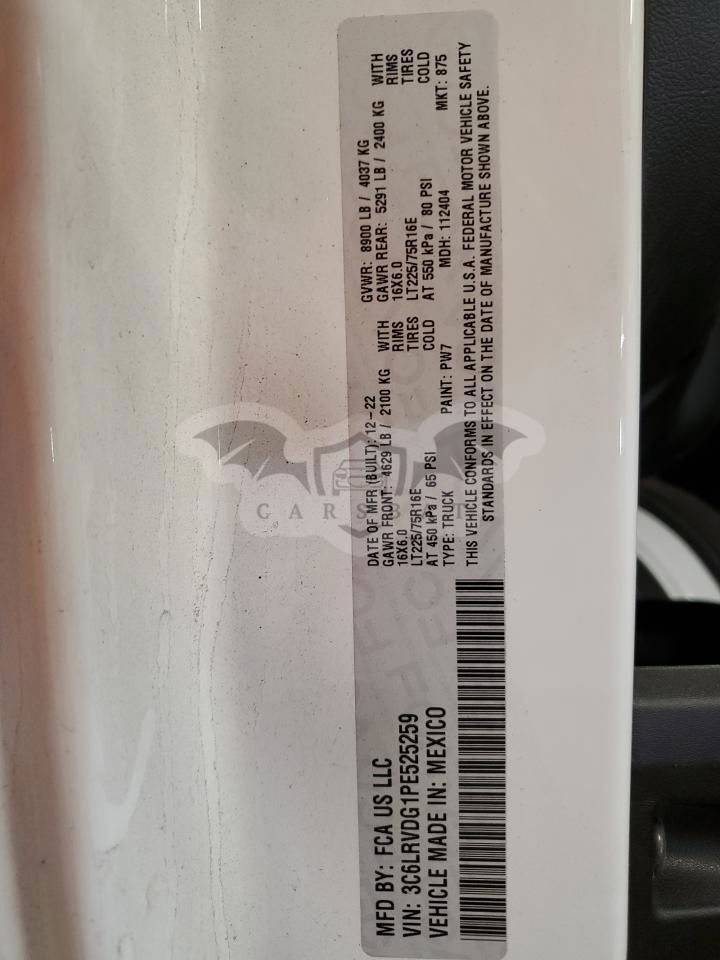 MFD BY: FCA US LLC
VIN: 3C6LRVDG1PE525259
VEHICLE MADE IN: MEXICO
DATE OF MFR (BUILT): 12-22 GVWR: 8900 LB / 4037 KG
GAWR FRONT: 4629 LB / 2100 KG WITH GAWR REAR: 5291 LB / 2400 KG WITH
16X6.0 RIMS 16X6.0 RIMS
LT225/75R16E TIRES LT225/75R16E TIRES
AT 450 kPa / 65 PSI COLD AT 550 kPa / 80 PSI COLD
TYPE: TRUCK PAINT: PW7 MDH: 112404 MKT: 875
THIS VEHICLE CONFORMS TO ALL APPLICABLE U.S.A. FEDERAL MOTOR VEHICLE SAFETY
STANDARDS IN EFFECT ON THE DATE OF MANUFACTURE SHOWN ABOVE.